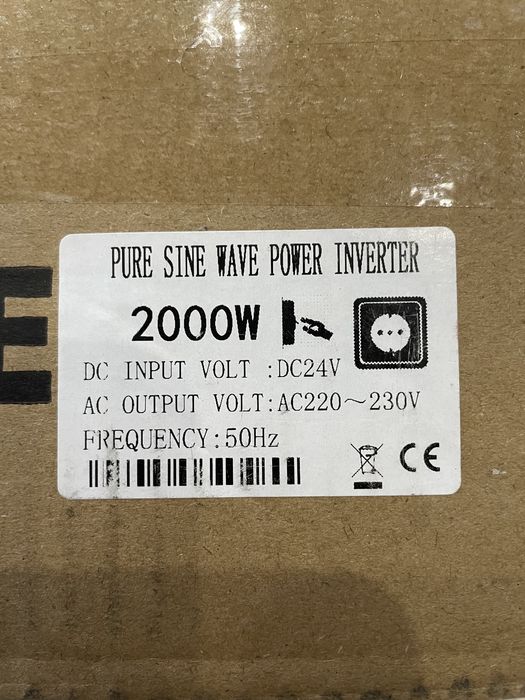 PURE SINE WAVE POWER INVERTER
2000W
DC INPUT VOLT :DC24V
AC OUTPUT VOLT:AC220～230V
FREQUENCY:50Hz
CE
E